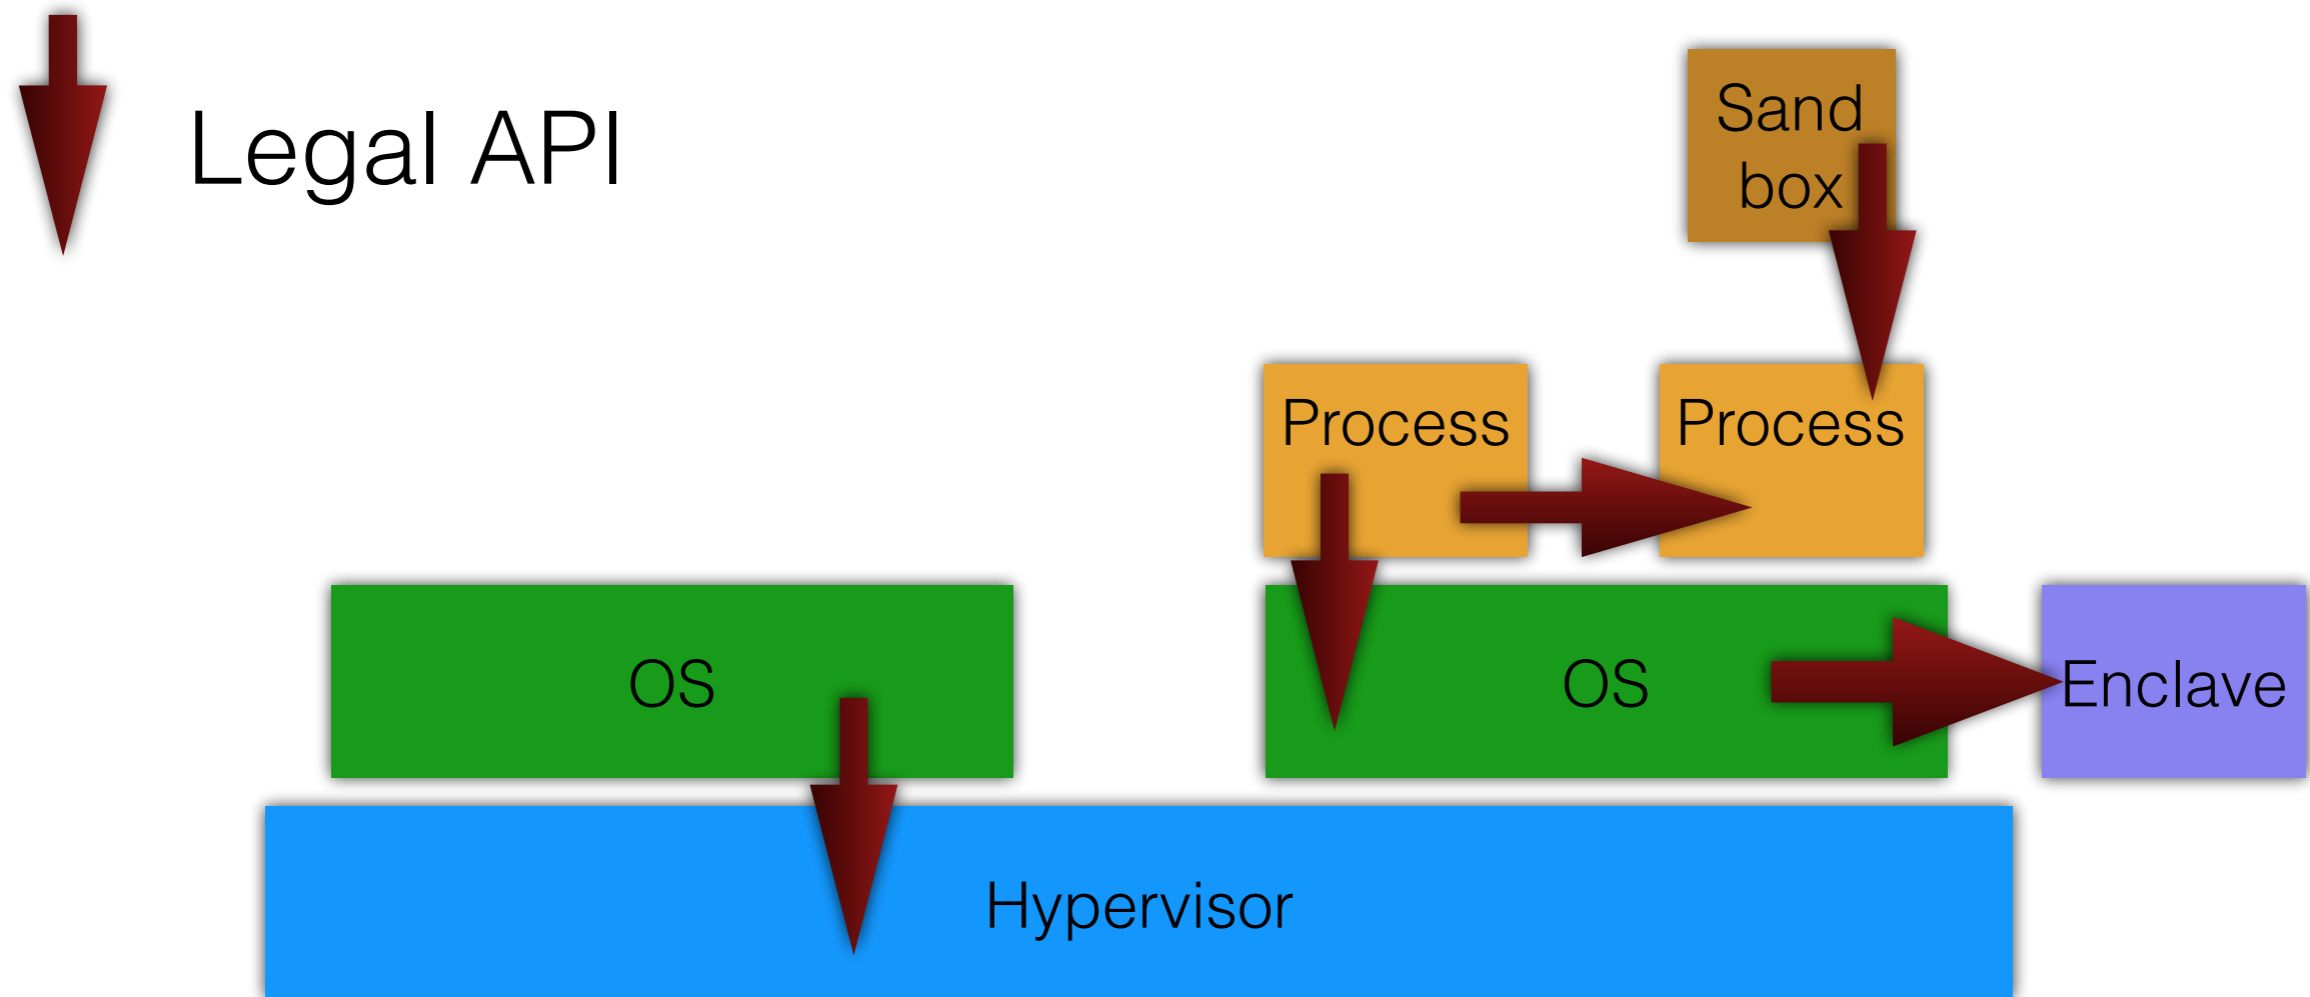 Legal API
Sand
box
Process
Process
OS
OS
Enclave
Hypervisor